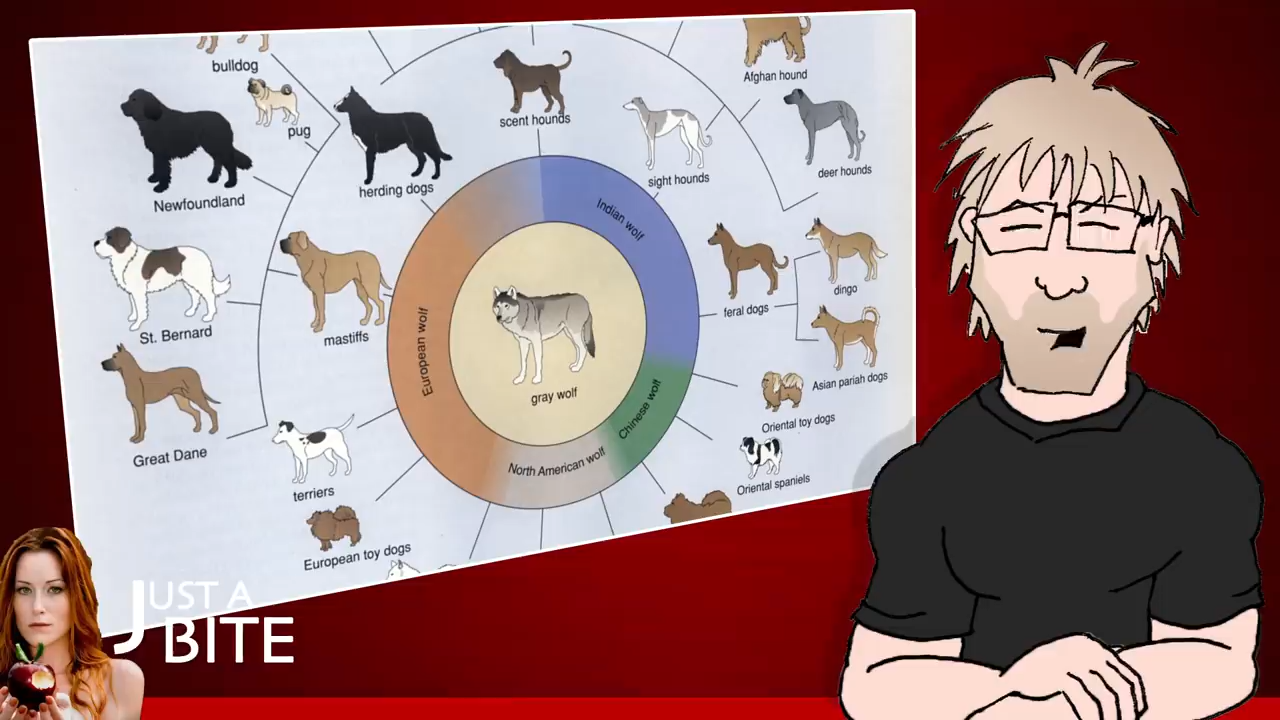 bulldog
pug
Newfoundland
herding dogs
scent hounds
sight hounds
Afghan hound
deer hounds
St. Bernard
mastiffs
European wolf
Indian wolf
Chinese wolf
North American wolf
gray wolf
feral dogs
dingo
Asian pariah dogs
Great Dane
terriers
European toy dogs
Oriental toy dogs
Oriental spaniels
JUST A
BITE